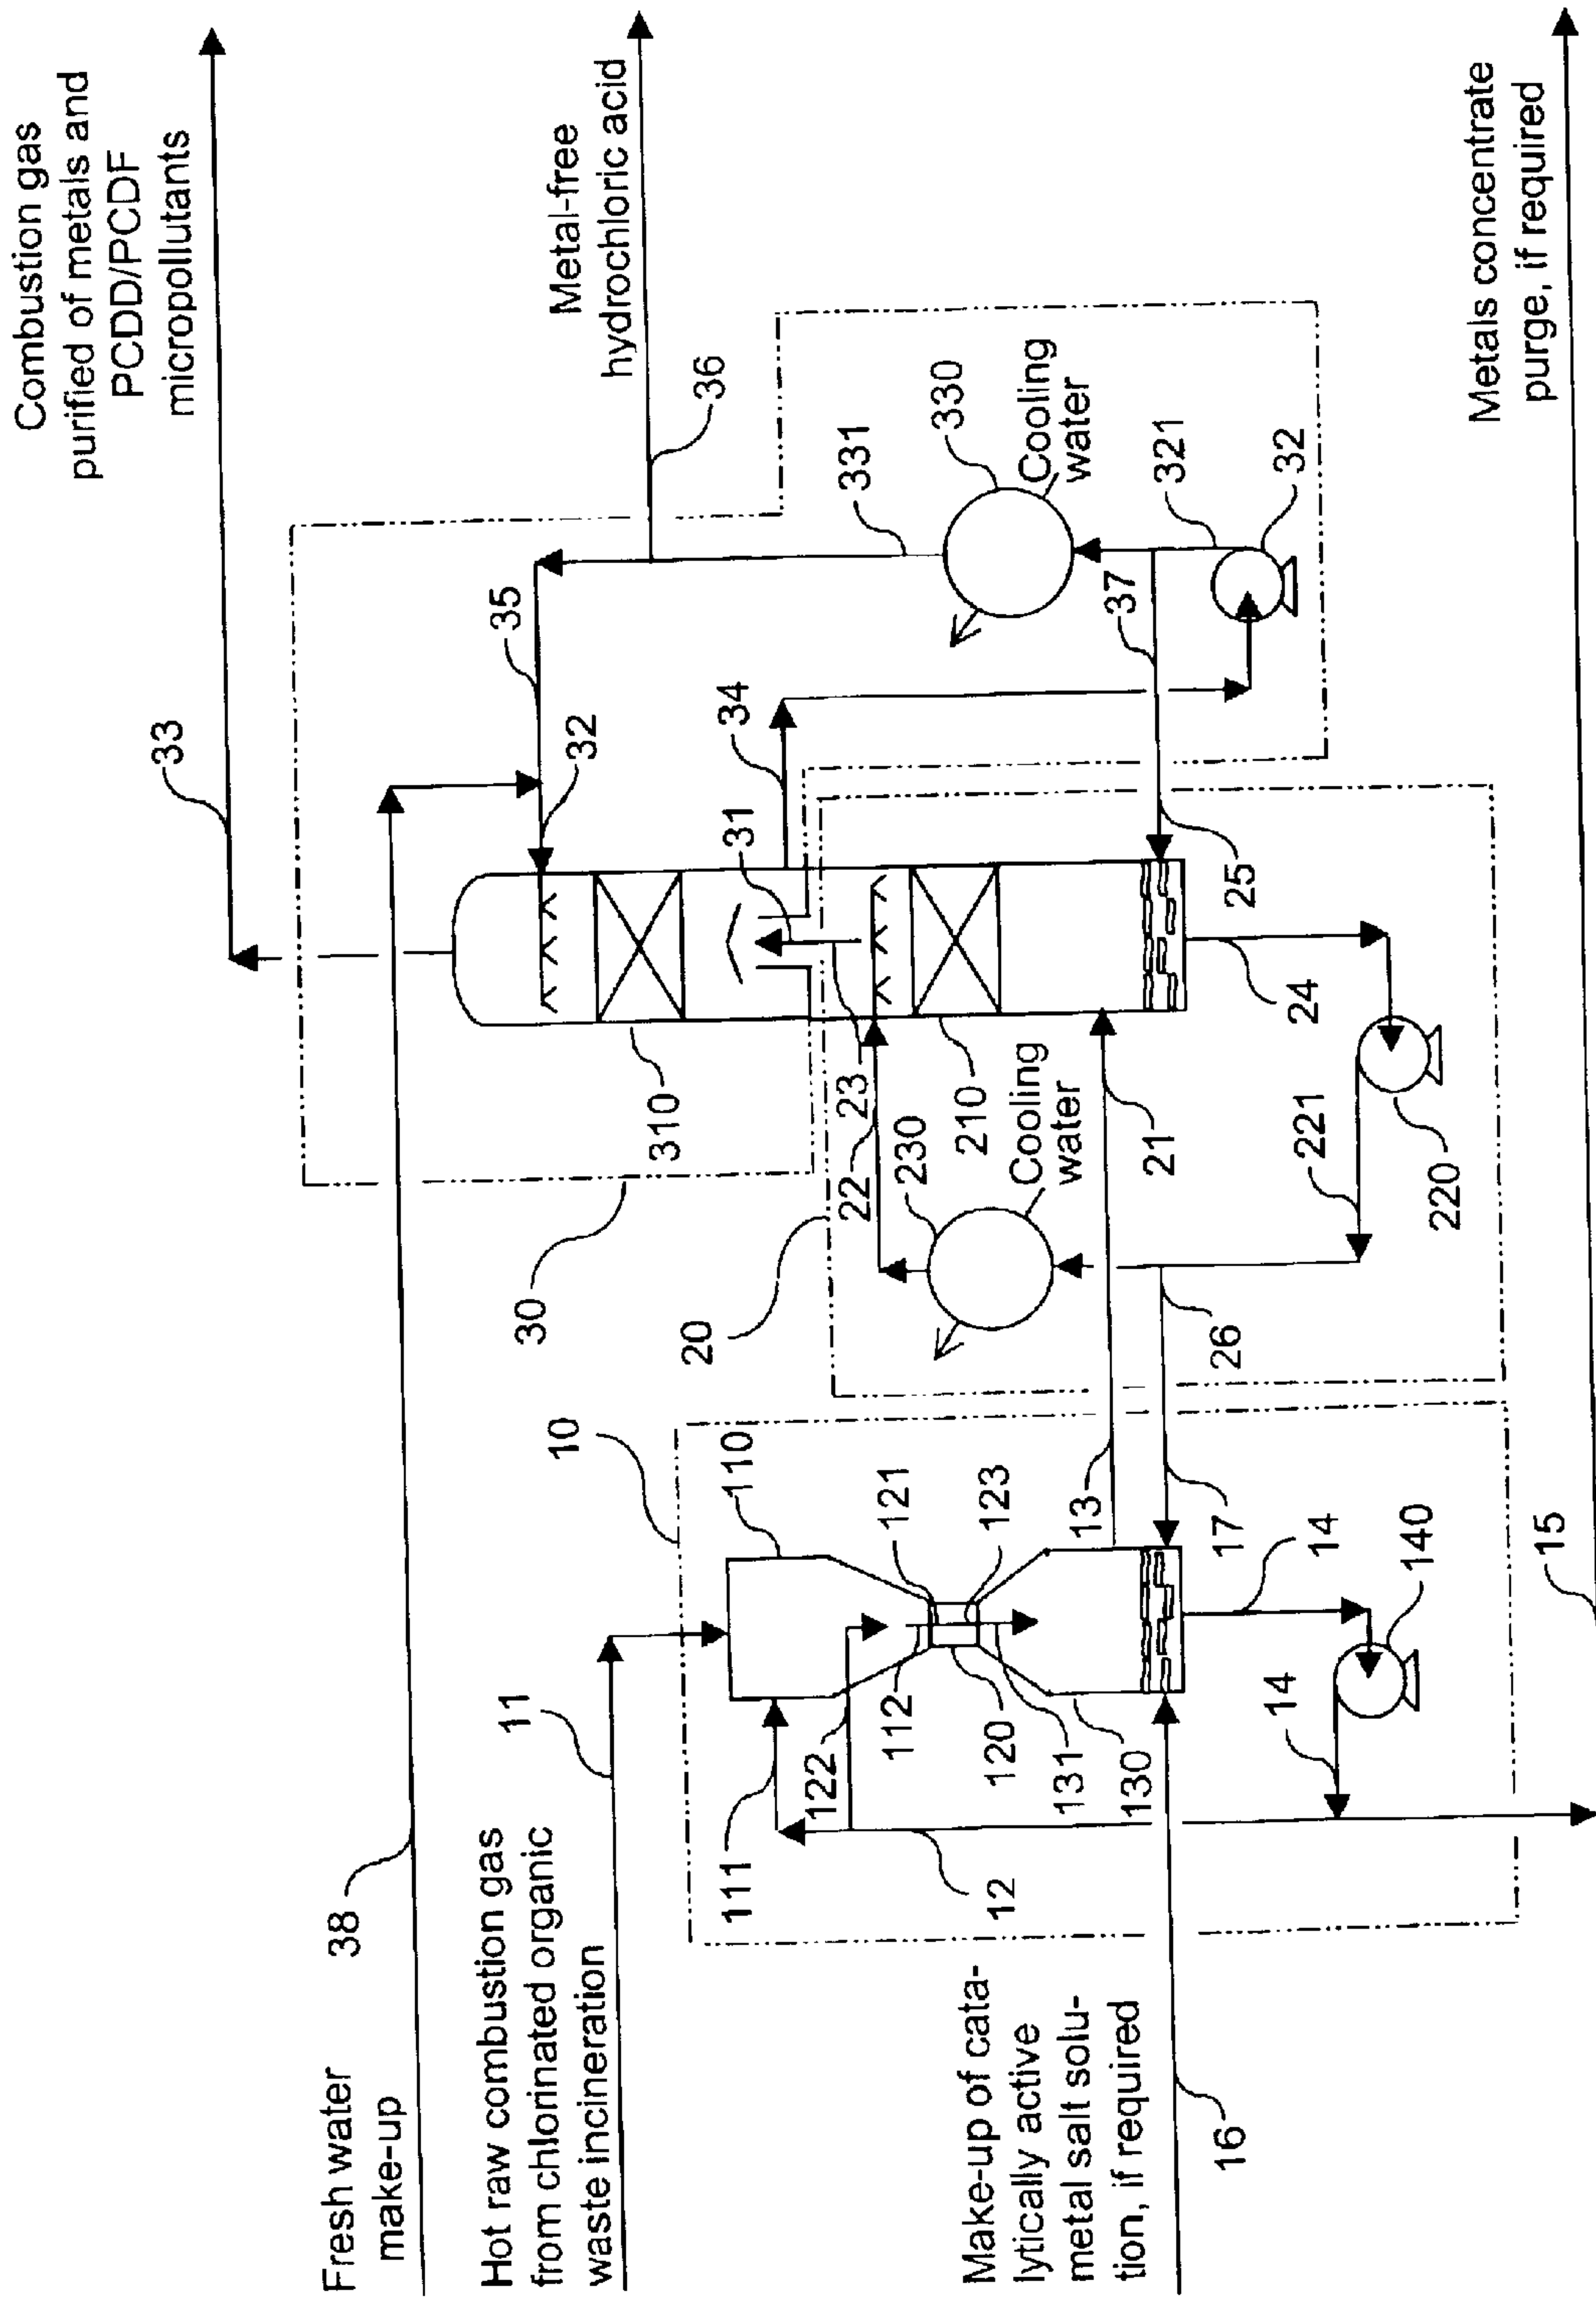 Fresh water
make-up
38
Hot raw combustion gas
from chlorinated organic
waste incineration
11
Make-up of cata-
lytically active
metal salt solu-
tion, if required
16
10
110
111
122
112
121
123
120
131
130
12
13
17
14
14
140
15
30
20
310
22
23
230
210
Cooling
water
21
26
221
220
24
25
31
32
34
35
33
37
331
330
Cooling
water
321
32
36
Combustion gas
purified of metals and
PCDD/PCDF
micropollutants
Metal-free
hydrochloric acid
Metals concentrate
purge, if required